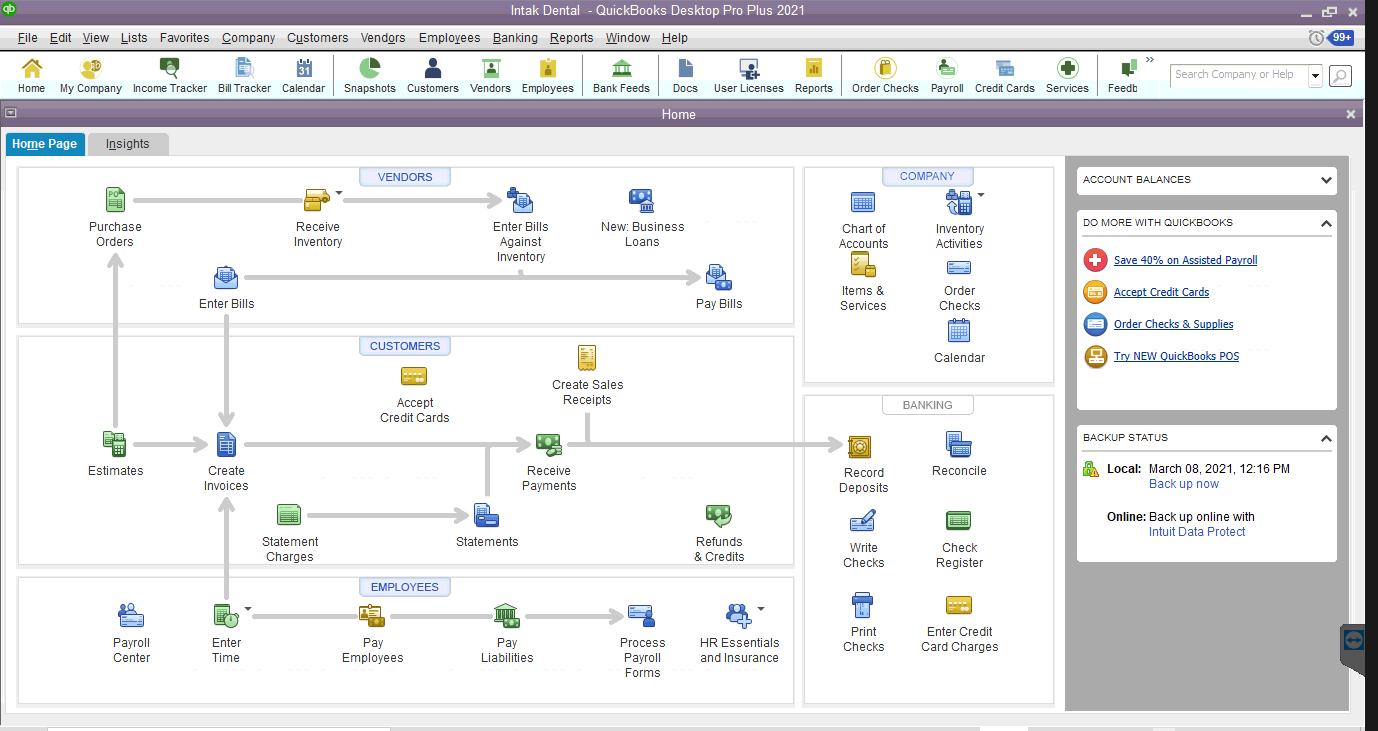 qb
Intak Dental - QuickBooks Desktop Pro Plus 2021
File Edit View Lists Favorites Company Customers Vendors Employees Banking Reports Window Help
99+
31
Home My Company Income Tracker Bill Tracker Calendar Snapshots Customers Vendors Employees Bank Feeds Docs User Licenses Reports Order Checks Payroll Credit Cards Services Feedb
Search Company or Help
Home
Home Page Insights
VENDORS
PO
Purchase
Orders
Receive
Inventory
Enter Bills
Against
Inventory
New: Business
Loans
Enter Bills
Pay Bills
CUSTOMERS
Accept
Credit Cards
Create Sales
Receipts
Estimates
Create
Invoices
Receive
Payments
Statement
Charges
Statements
Refunds
& Credits
EMPLOYEES
Payroll
Center
Enter
Time
Pay
Employees
Pay
Liabilities
Process
Payroll
Forms
HR Essentials
and Insurance
COMPANY
Chart of
Accounts
Inventory
Activities
Items &
Services
Order
Checks
Calendar
BANKING
Record
Deposits
Reconcile
Write
Checks
Check
Register
Print
Checks
Enter Credit
Card Charges
ACCOUNT BALANCES
DO MORE WITH QUICKBOOKS
Save 40% on Assisted Payroll
Accept Credit Cards
Order Checks & Supplies
Try NEW QuickBooks POS
BACKUP STATUS
Local: March 08, 2021, 12:16 PM
Back up now
Online: Back up online with
Intuit Data Protect